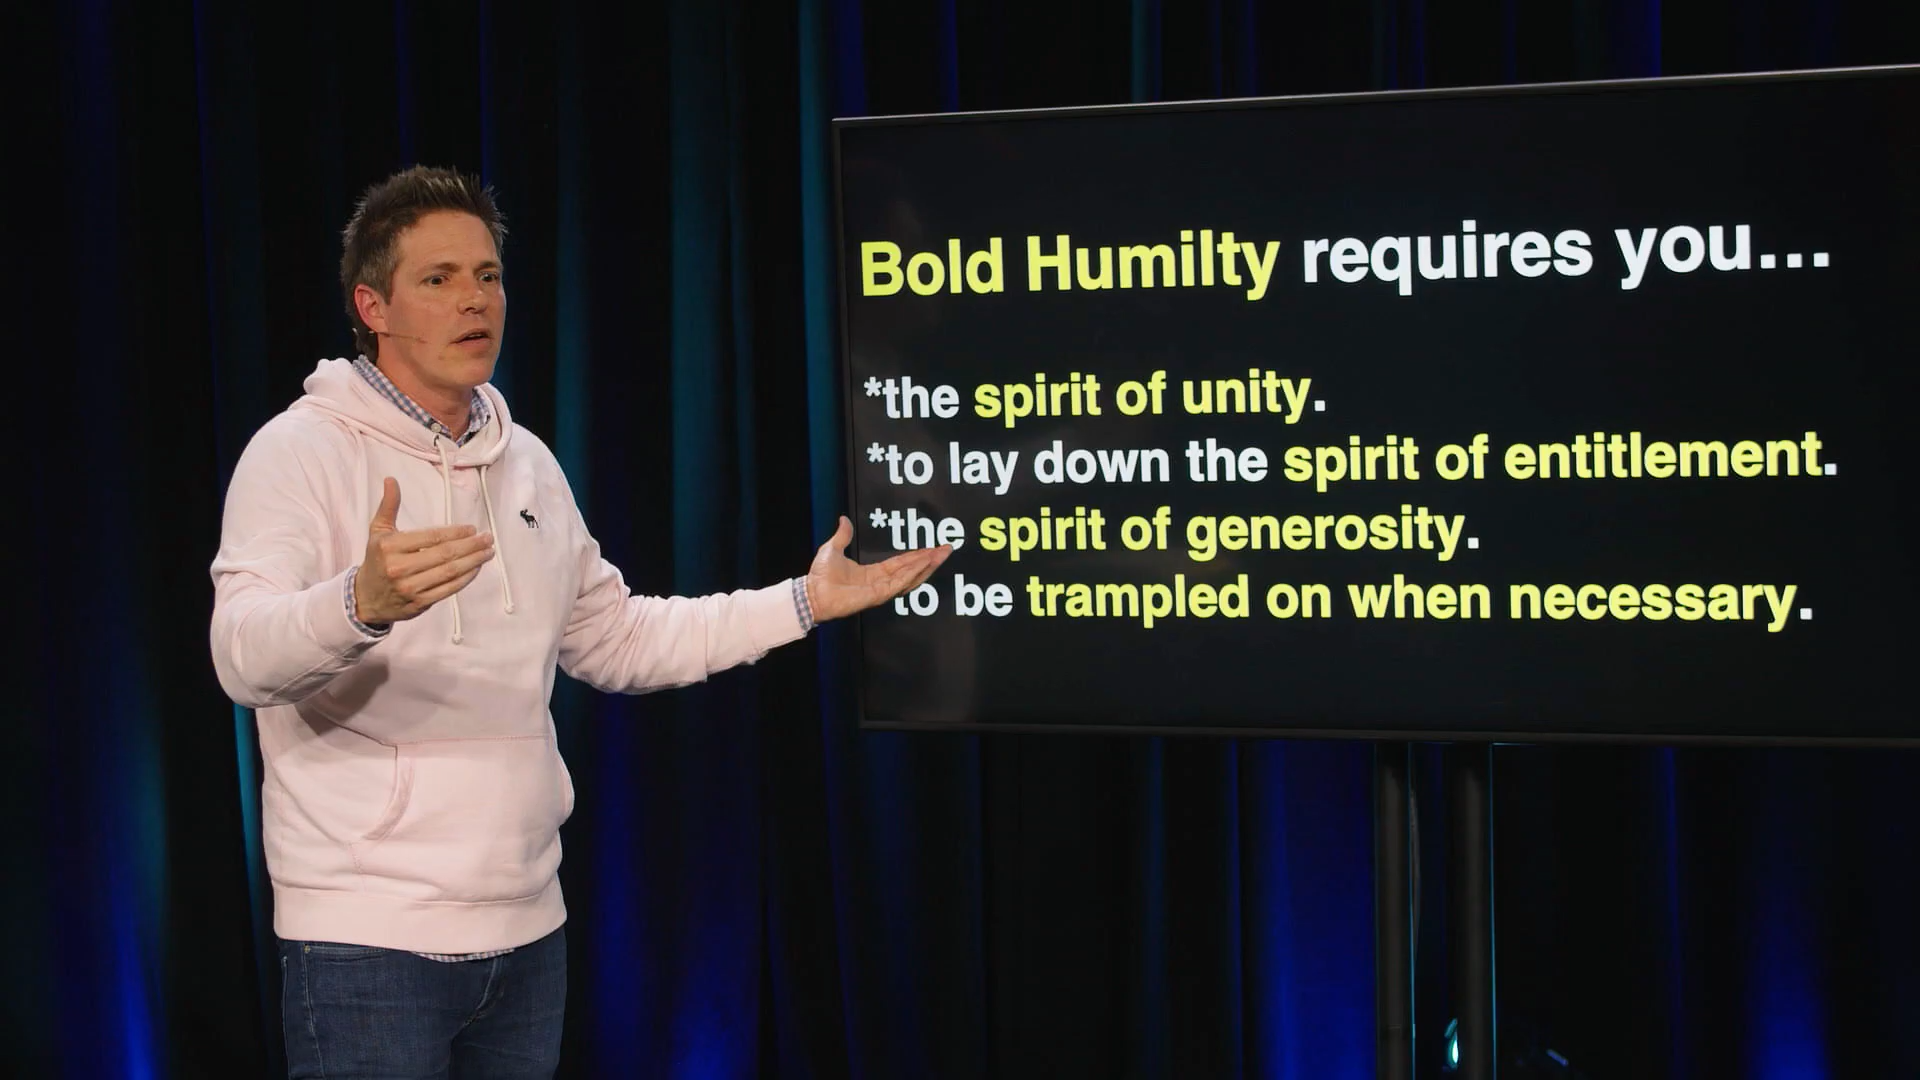 Bold Humilty requires you...
*the spirit of unity.
*to lay down the spirit of entitlement.
*the spirit of generosity.
to be trampled on when necessary.